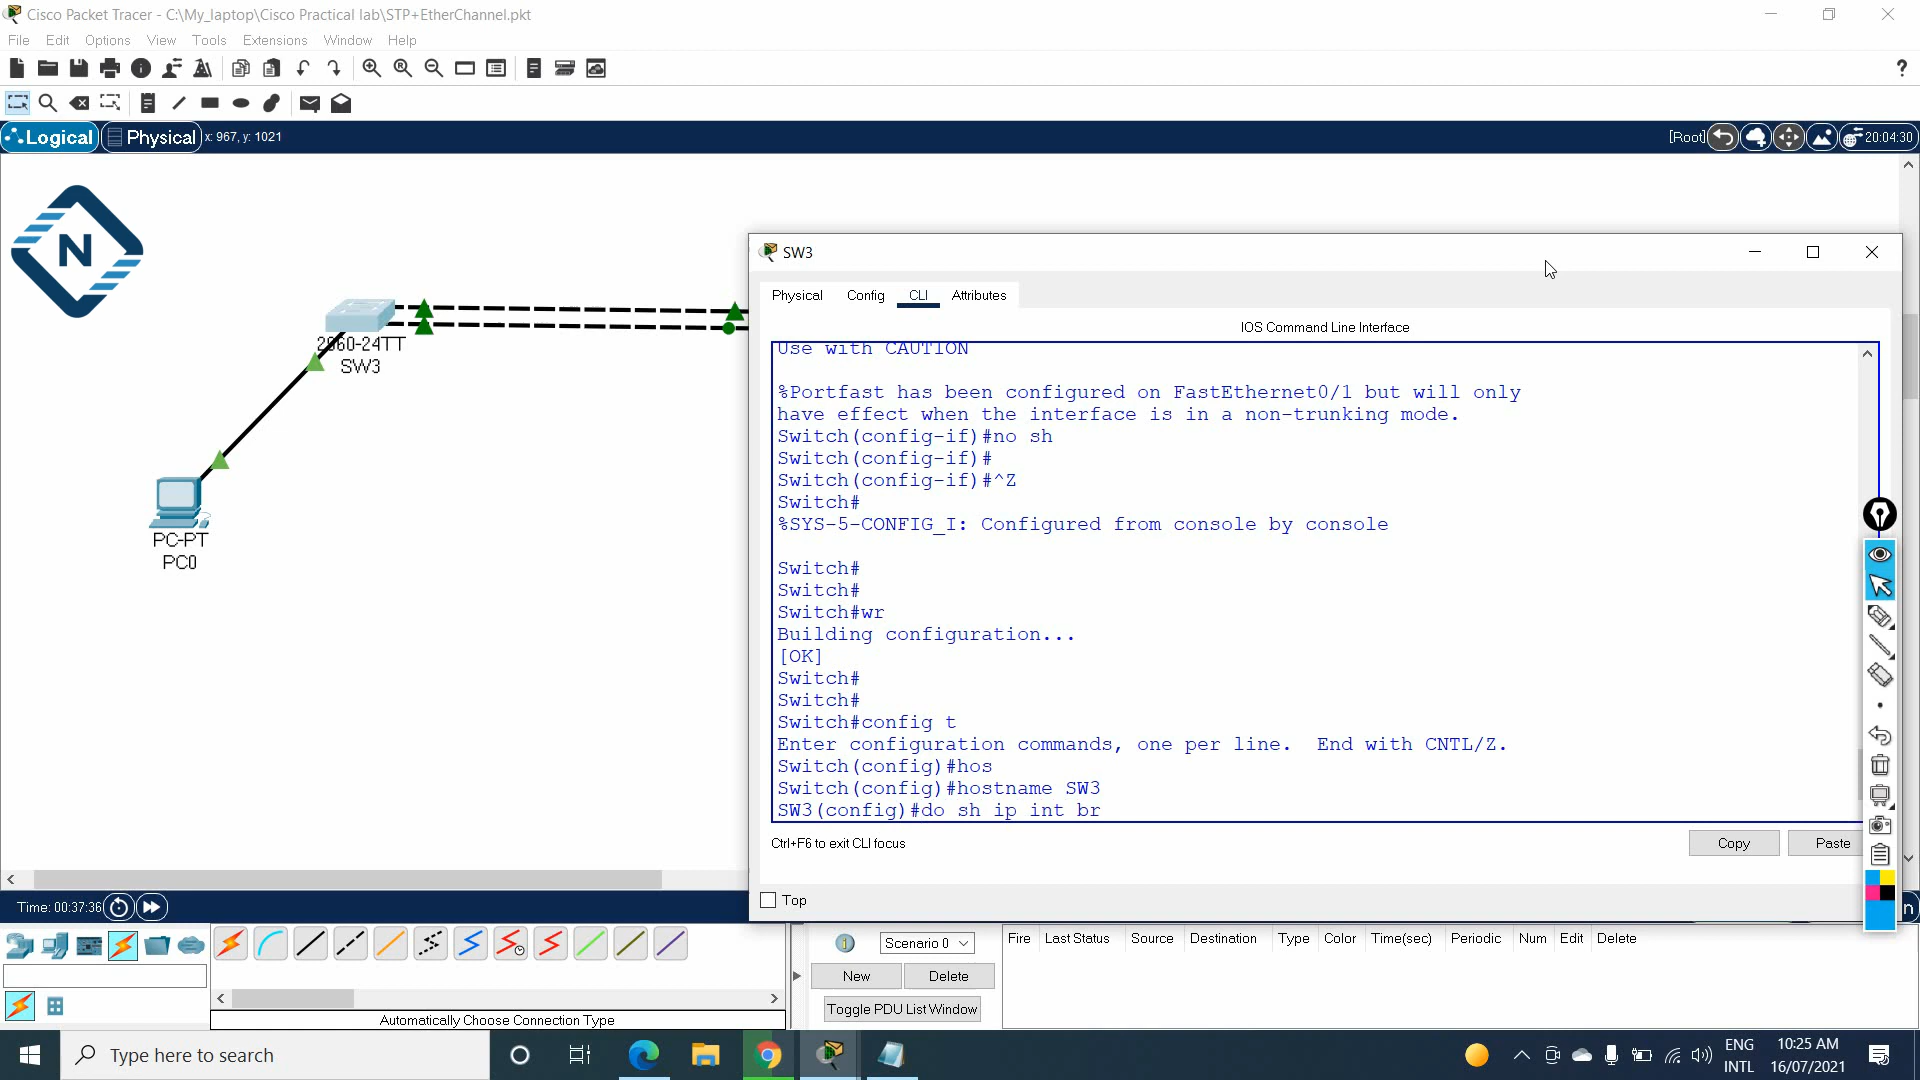 Cisco Packet Tracer - C:\My_laptop\Cisco Practical lab\STP+EtherChannel.pkt
File Edit Options View Tools Extensions Window Help
?
Logical Physical x: 967, y: 1021
[Root] 20:04:30
N
2960-24TT
SW3
PC-PT
PC0
SW3
Physical Config CLI Attributes
IOS Command Line Interface
Use with CAUTION
%Portfast has been configured on FastEthernet0/1 but will only
have effect when the interface is in a non-trunking mode.
Switch(config-if)#no sh
Switch(config-if)#
Switch(config-if)#^Z
Switch#
%SYS-5-CONFIG_I: Configured from console by console
Switch#
Switch#
Switch#wr
Building configuration...
[OK]
Switch#
Switch#
Switch#config t
Enter configuration commands, one per line.  End with CNTL/Z.
Switch(config)#hos
Switch(config)#hostname SW3
SW3(config)#do sh ip int br
Ctrl+F6 to exit CLI focus
Copy Paste
Top
Time: 00:37:36
n
Scenario 0
New Delete
Toggle PDU List Window
Fire Last Status Source Destination Type Color Time(sec) Periodic Num Edit Delete
Automatically Choose Connection Type
Type here to search
ENG
INTL
10:25 AM
16/07/2021